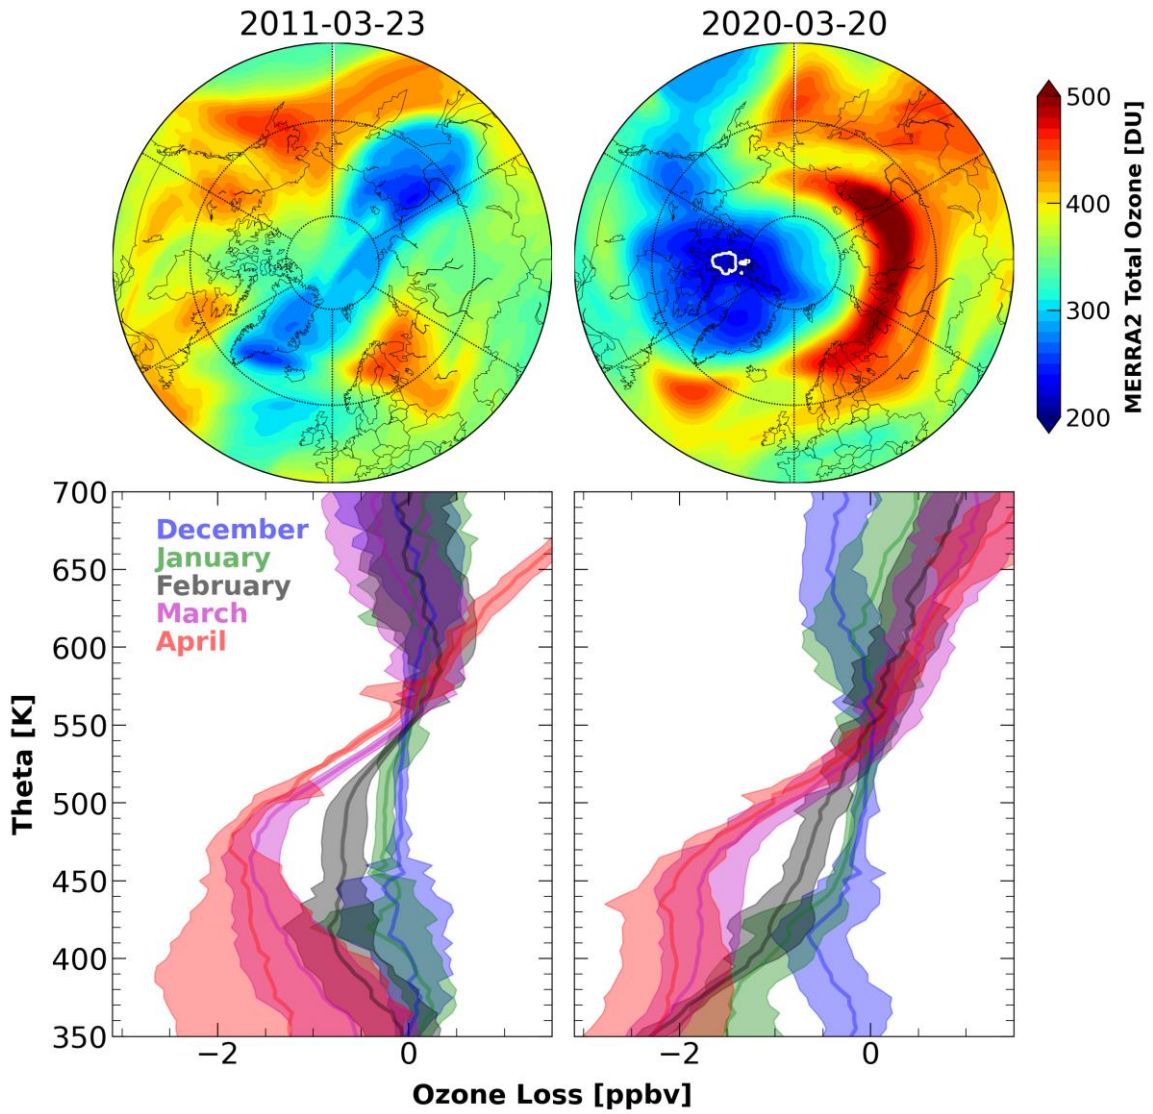 2011-03-23
2020-03-20
500
400
300
200
MERRA2 Total Ozone [DU]
700
650
600
550
500
450
400
350
Theta [K]
December
January
February
March
April
−2
0
−2
0
Ozone Loss [ppbv]